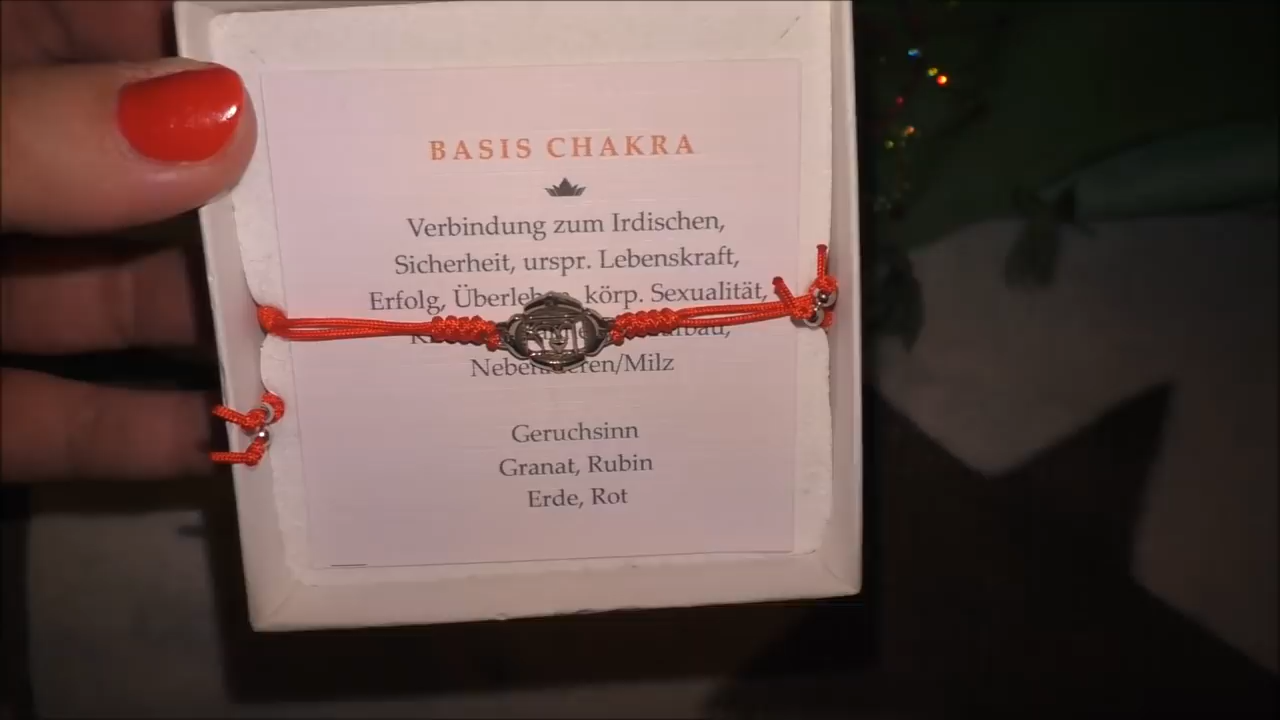 BASIS CHAKRA
Verbindung zum Irdischen,
Sicherheit, urspr. Lebenskraft,
Erfolg, körp. Sexualität,
Geruchsinn
Granat, Rubin
Erde, Rot